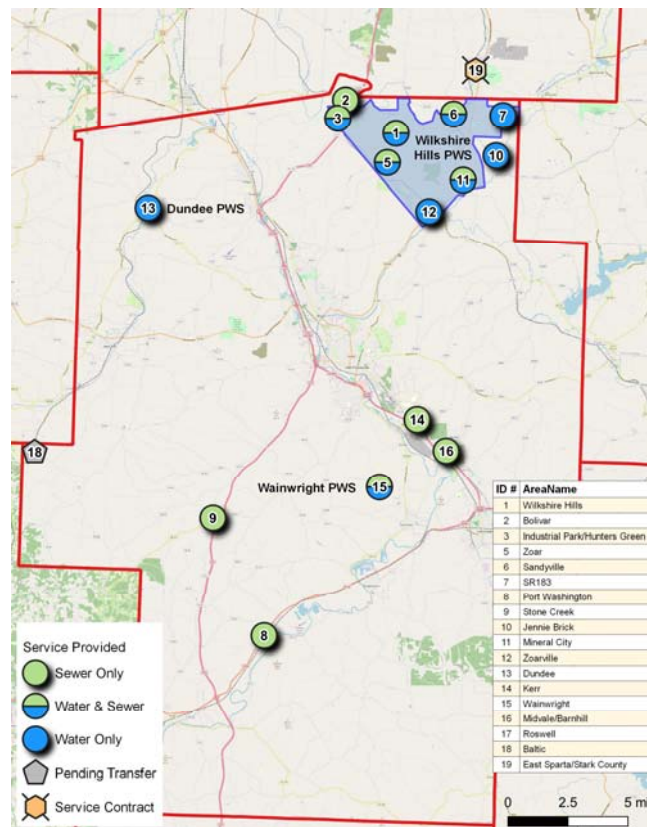 19
2
3
6
7
1
Wilkshire
Hills PWS
10
5
11
13
Dundee PWS
12
14
18
16
Wainwright PWS
15
9
8
ID # AreaName
1 Wilkshire Hills
2 Bolivar
3 Industrial Park/Hunters Green
5 Zoar
6 Sandyville
7 SR183
8 Port Washington
9 Stone Creek
10 Jennie Brick
11 Mineral City
12 Zoarville
13 Dundee
14 Kerr
15 Wainwright
16 Midvale/Barnhill
17 Roswell
18 Baltic
19 East Sparta/Stark County
Service Provided
Sewer Only
Water & Sewer
Water Only
Pending Transfer
Service Contract
0 2.5 5 mi